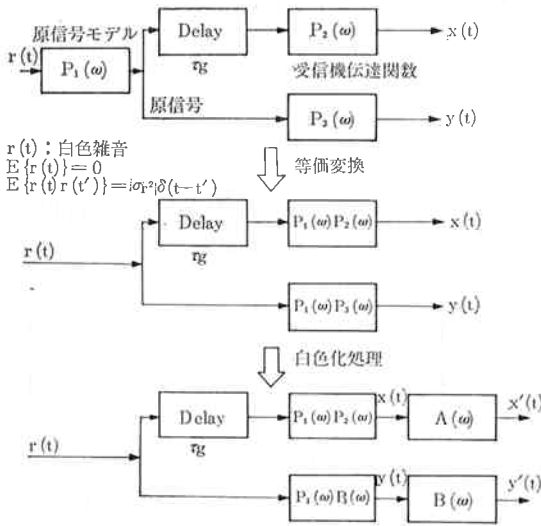 原信号モデル
r(t)
P₁(ω)
Delay
τg
P₂(ω)
x(t)
受信機伝達関数
原信号
P₃(ω)
y(t)
r(t)：白色雑音
E{r(t)}=0
E{r(t)r(t′)}=|σr²|δ(t−t′)
等価変換
Delay
τg
P₁(ω)P₂(ω)
x(t)
r(t)
P₁(ω)P₃(ω)
y(t)
白色化処理
Delay
τg
P₁(ω)P₂(ω)
x(t)
A(ω)
x′(t)
r(t)
P₁(ω)P₃(ω)
y(t)
B(ω)
y′(t)